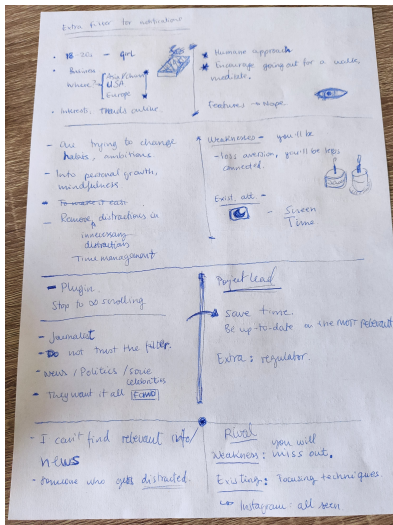 Extra filter for notifications
• 18-20s - girl
• Business
Where?
USA
Europe
• Interests, trends online.
* Humane approach.
* Encourage going out for a walk,
meditate.
Features → Hope
- Are trying to change
habits, ambitions
- Into personal growth,
mindfulness
- To make it easy
- Remove distractions in
unnecessary
distractions
Time management
Weaknesses - you'll be
- loss aversion, you'll be less
connected.
Exist.
- Screen
Time
- Plugin
Stop to ∞ scrolling
- Journalist
- Do not trust the filter.
- News / Politics / some
celebrities
- They want it all FOMO
Project Lead
→ save time.
Be up-to-date on the most relevant
Extra: regulator.
- I can't find relevant info/
news
- Someone who gets distracted.
Rival
Weakness: you will
miss out.
Existing: Focusing techniques
↳ Instagram: all seen